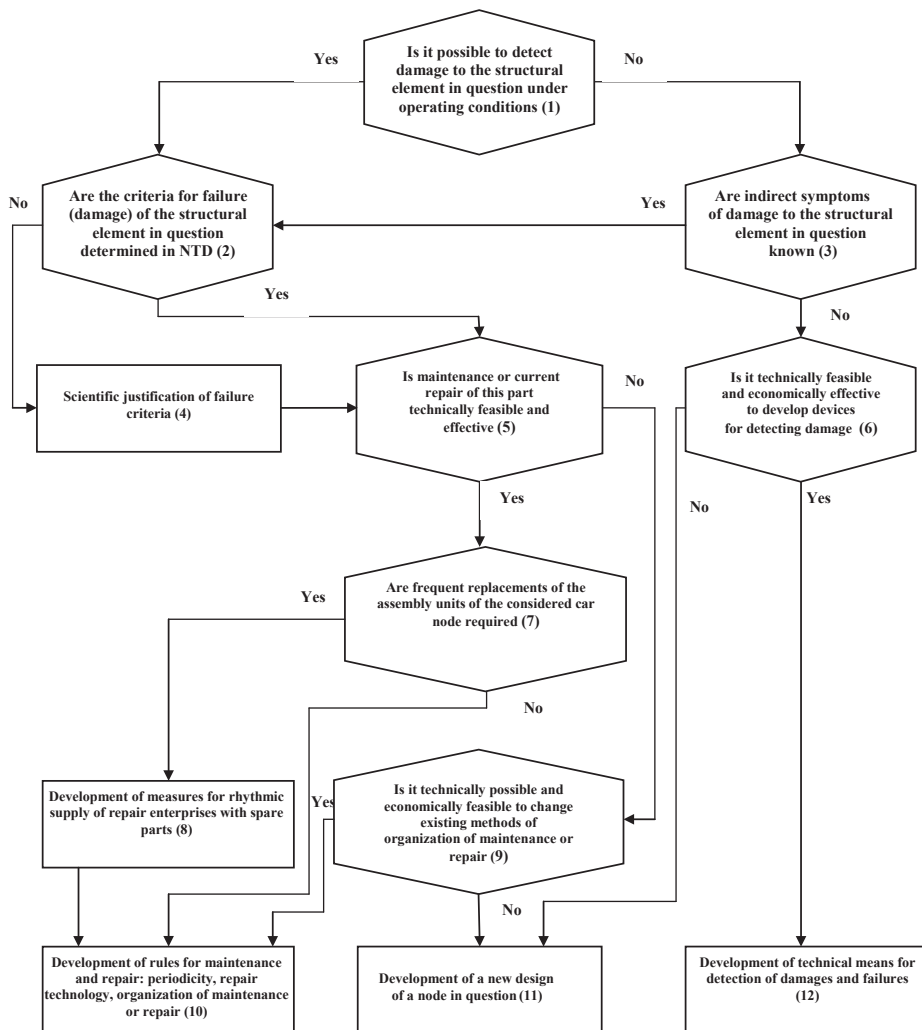 Yes
Is it possible to detect
damage to the structural
element in question under
operating conditions (1)
No
No
Are the criteria for failure
(damage) of the structural
element in question
determined in NTD (2)
Yes
Are indirect symptoms
of damage to the structural
element in question
known (3)
Yes
No
Scientific justification of failure
criteria (4)
Is maintenance or current
repair of this part
technically feasible and
effective (5)
No
Is it technically feasible
and economically effective
to develop devices
for detecting damage (6)
Yes
No
Yes
Yes
Are frequent replacements of the
assembly units of the considered car
node required (7)
No
Development of measures for rhythmic
supply of repair enterprises with spare
parts (8)
Yes
Is it technically possible and
economically feasible to change
existing methods of
organization of maintenance or
repair (9)
No
Development of rules for maintenance
and repair: periodicity, repair
technology, organization of maintenance
or repair (10)
Development of a new design
of a node in question (11)
Development of technical means for
detection of damages and failures
(12)